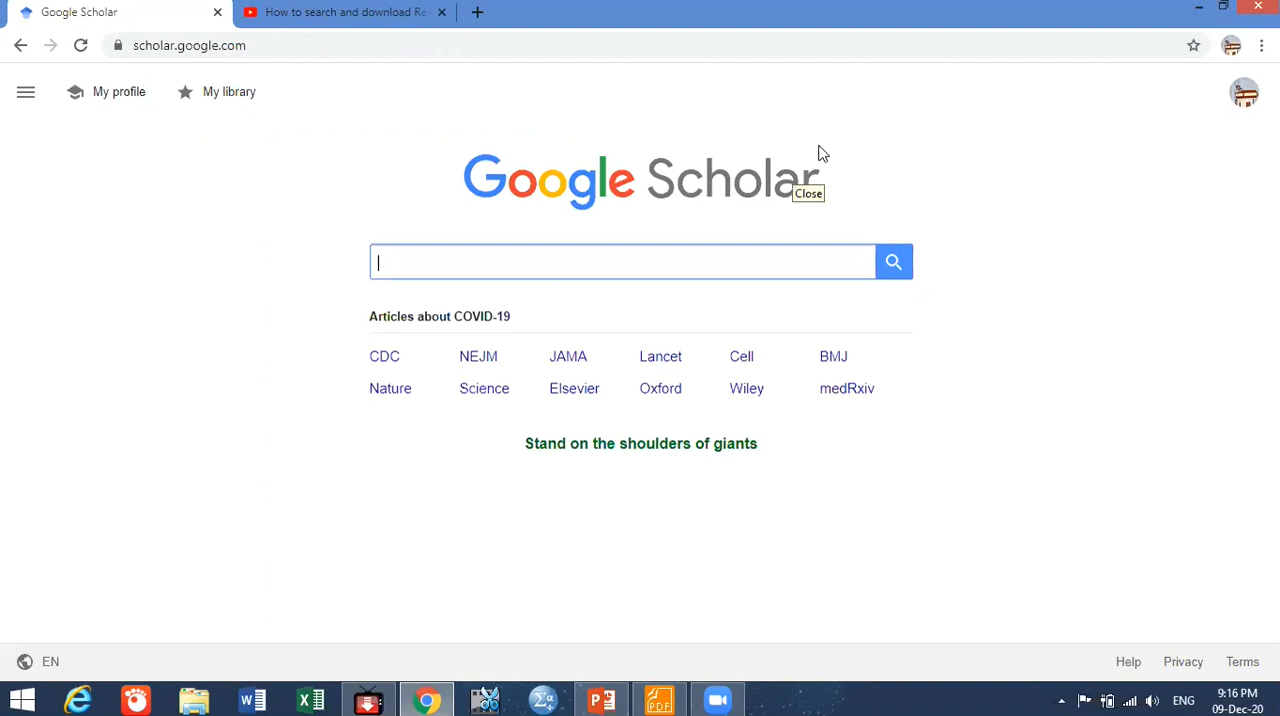 Google Scholar
How to search and download Re
scholar.google.com
My profile
My library
Google Scholar
Close
Articles about COVID-19
CDC NEJM JAMA Lancet Cell BMJ
Nature Science Elsevier Oxford Wiley medRxiv
Stand on the shoulders of giants
EN
Help Privacy Terms
PDF
ENG
9:16 PM
09-Dec-20